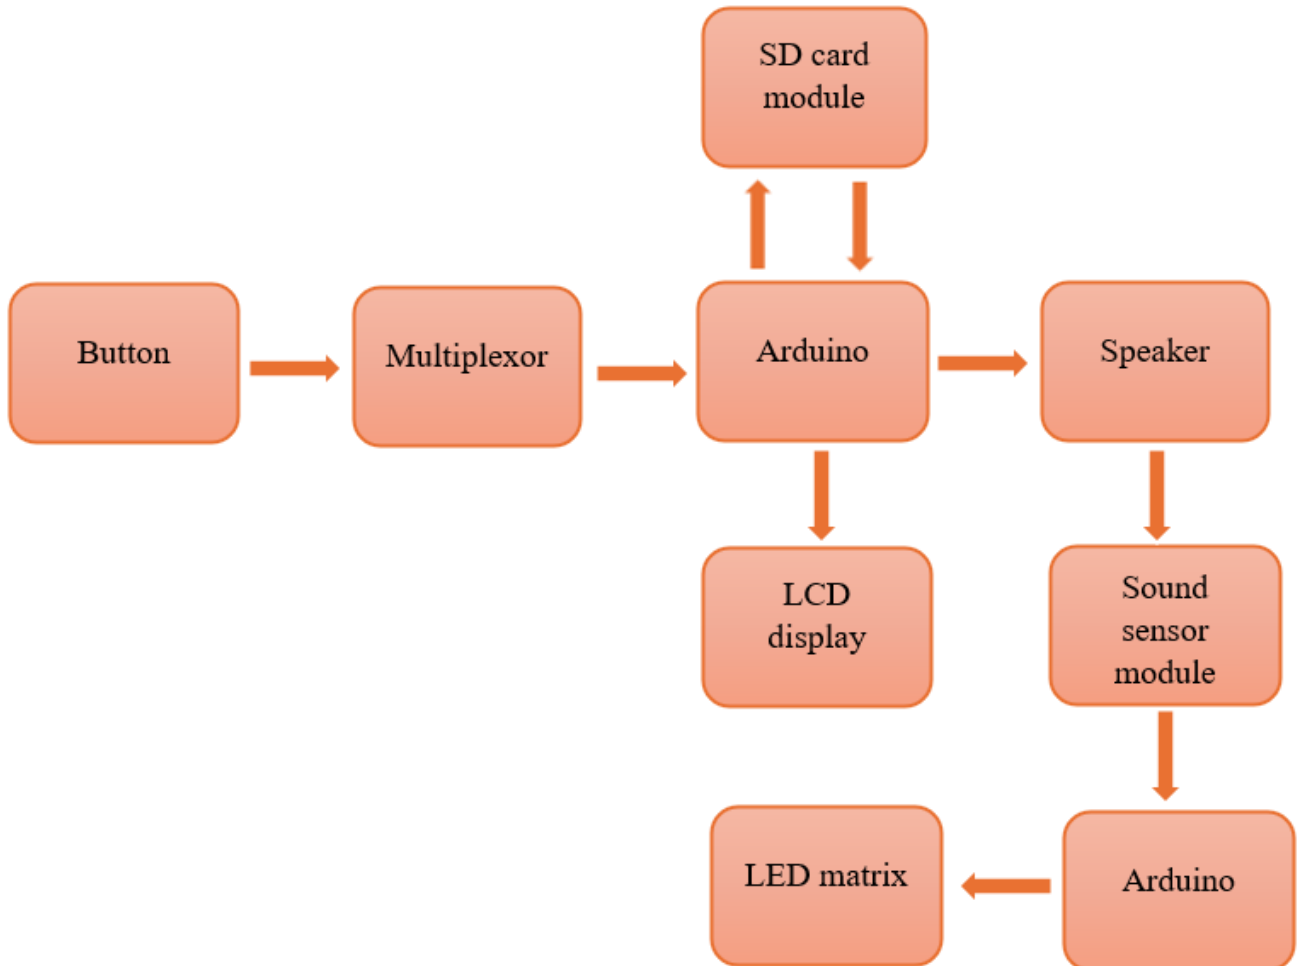 SD card
module
Button
Multiplexor
Arduino
Speaker
LCD
display
Sound
sensor
module
LED matrix
Arduino